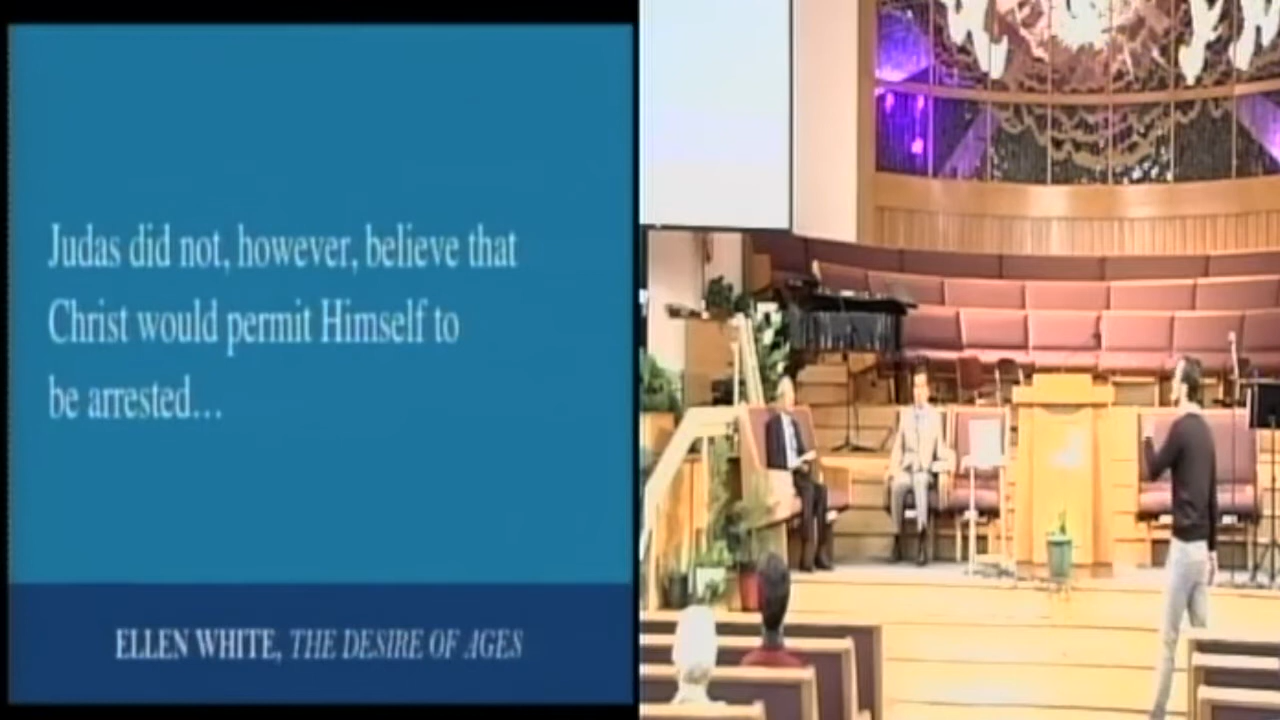 Judas did not, however, believe that
Christ would permit Himself to
be arrested...
ELLEN WHITE, THE DESIRE OF AGES